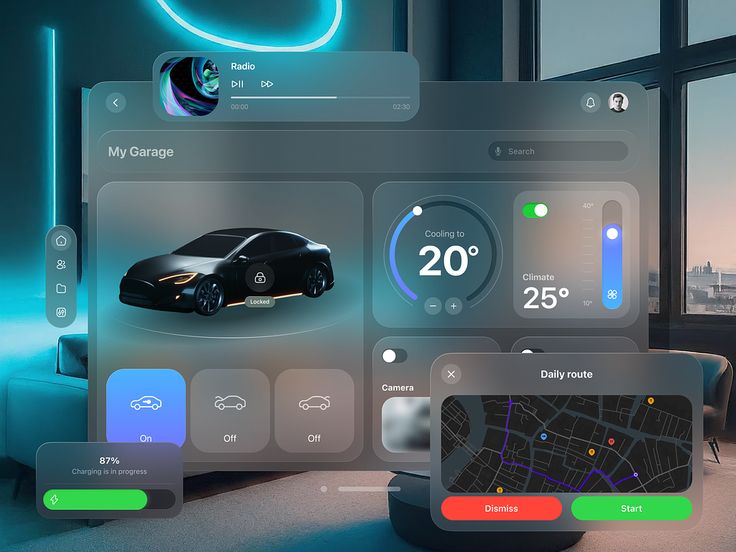 Radio
00:00
02:30
My Garage
Search
Cooling to
20°
40°
Climate
25°
10°
Locked
On
Off
Off
Camera
87%
Charging is in progress
Daily route
Dismiss
Start